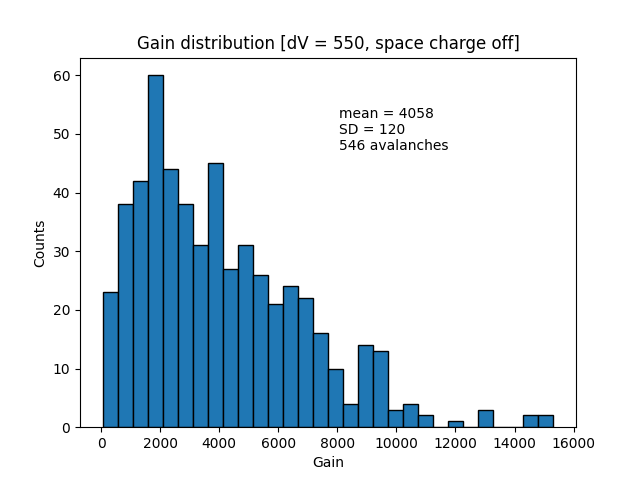 Gain distribution [dV = 550, space charge off]
mean = 4058
SD = 120
546 avalanches
60
50
40
30
20
10
0
Counts
0 2000 4000 6000 8000 10000 12000 14000 16000
Gain